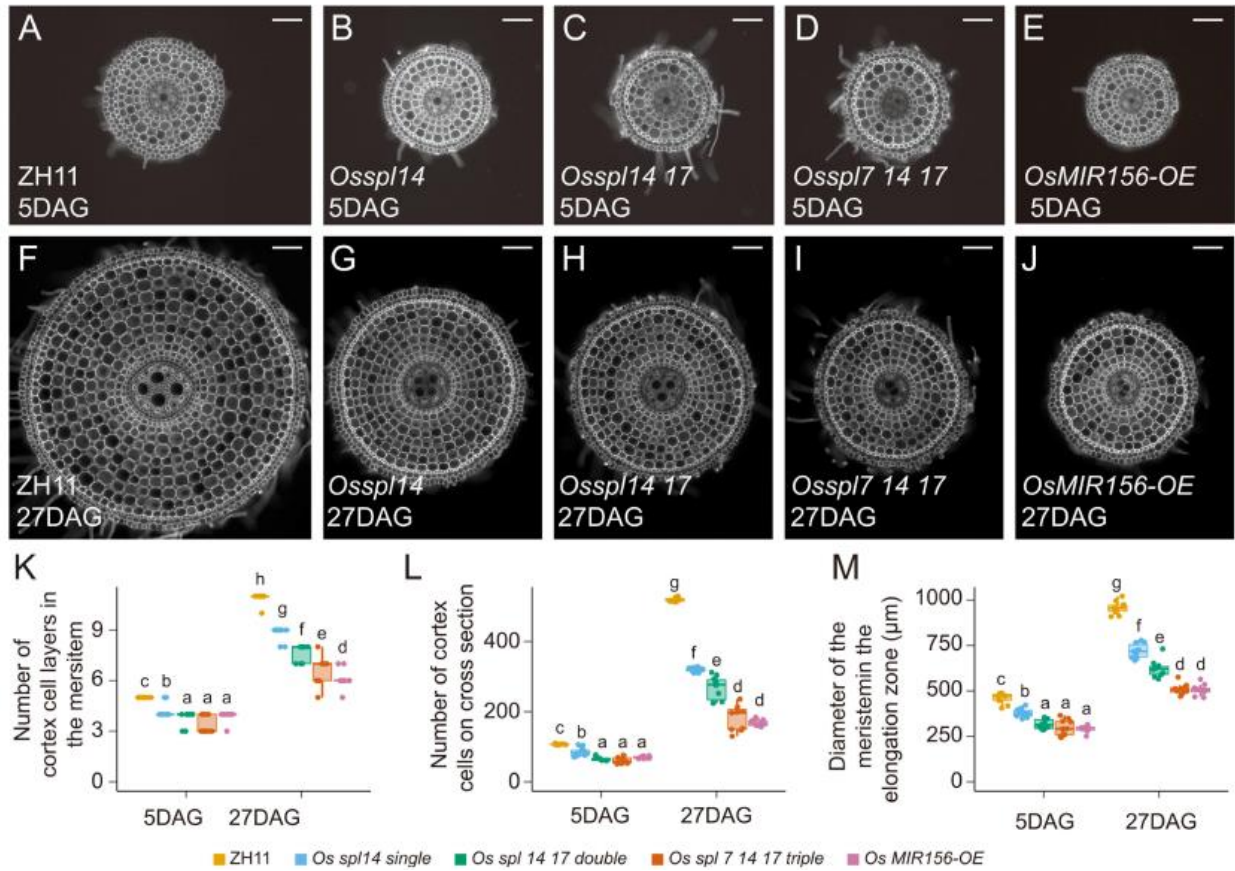 A
ZH11
5DAG
B
Osspl14
5DAG
C
Osspl14 17
5DAG
D
Osspl7 14 17
5DAG
E
OsMIR156-OE
5DAG
F
ZH11
27DAG
G
Osspl14
27DAG
H
Osspl14 17
27DAG
I
Osspl7 14 17
27DAG
J
OsMIR156-OE
27DAG
K
Number of
cortex cell layers in
the mersitem
9
6
3
0
c b a a a
h g f e d
5DAG 27DAG
L
Number of cortex
cells on cross section
400
200
0
c b a a a
g f e d d
5DAG 27DAG
M
Diameter of the
meristem in the
elongation zone (μm)
1000
750
500
250
0
c b a a a
g f e d d
5DAG 27DAG
ZH11 Os spl14 single Os spl 14 17 double Os spl 7 14 17 triple Os MIR156-OE